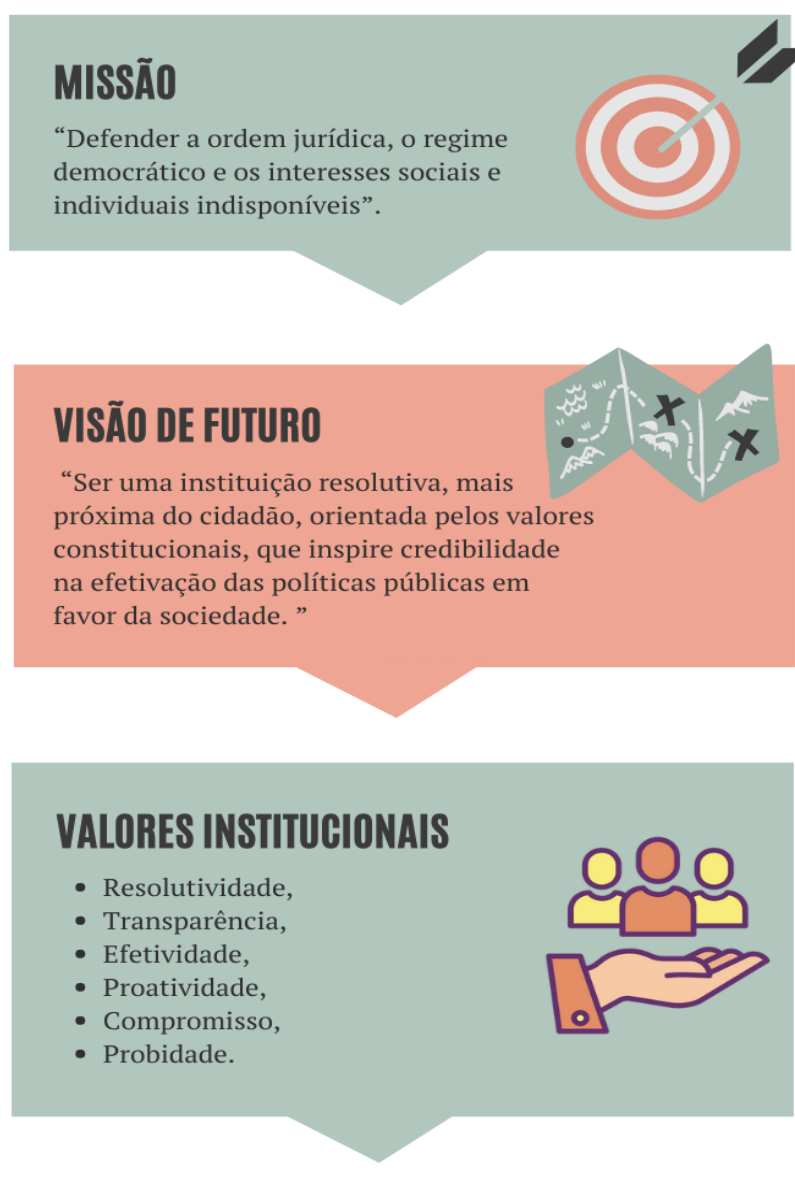 MISSÃO
“Defender a ordem jurídica, o regime
democrático e os interesses sociais e
individuais indisponíveis”.
VISÃO DE FUTURO
“Ser uma instituição resolutiva, mais
próxima do cidadão, orientada pelos valores
constitucionais, que inspire credibilidade
na efetivação das políticas públicas em
favor da sociedade. ”
VALORES INSTITUCIONAIS
• Resolutividade,
• Transparência,
• Efetividade,
• Proatividade,
• Compromisso,
• Probidade.